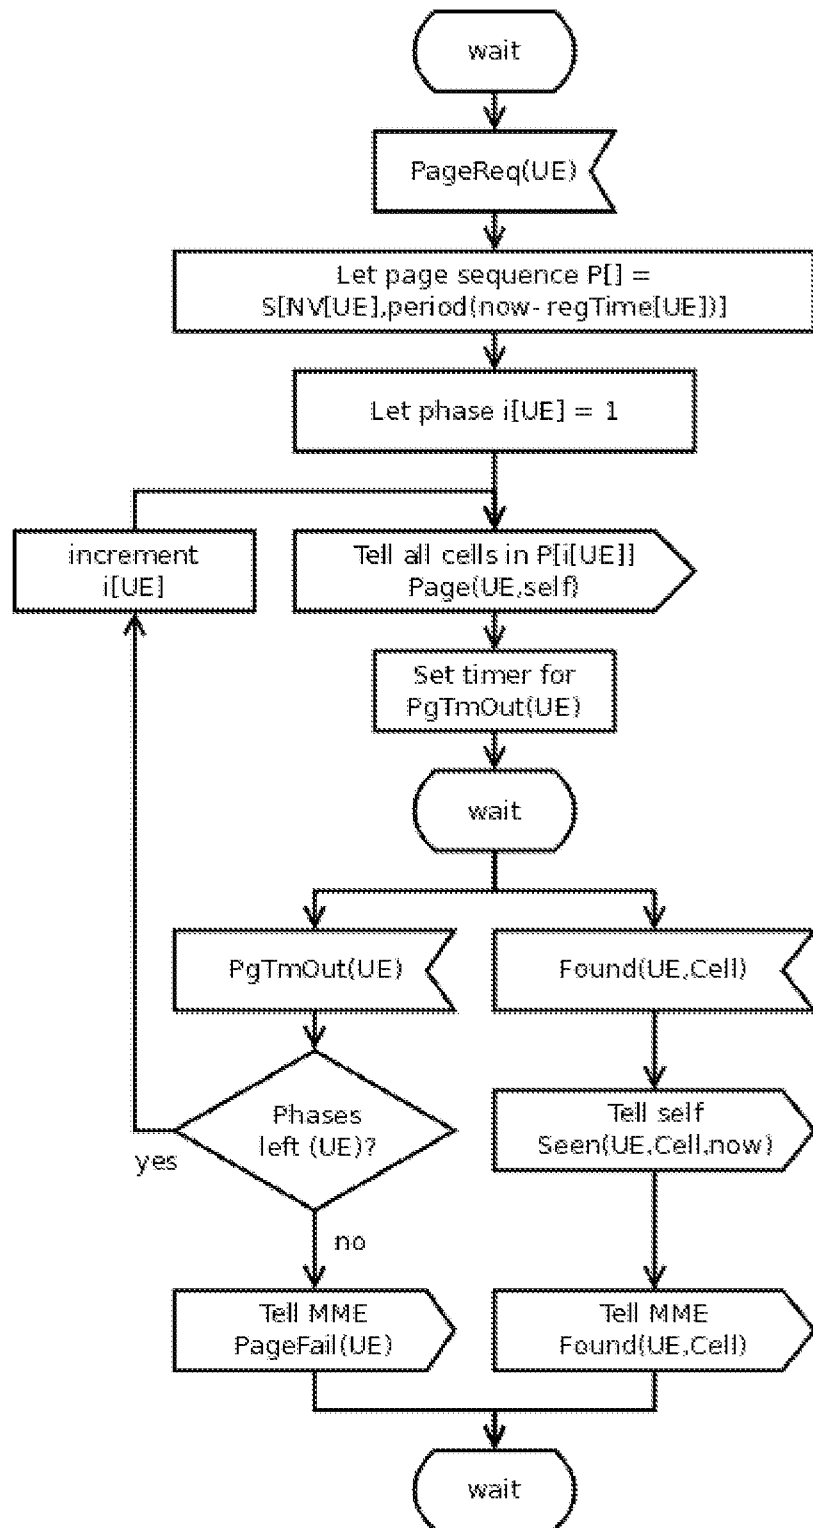 wait
PageReq(UE)
Let page sequence P[] =
S[NV[UE],period(now-regTime[UE])]
Let phase i[UE] = 1
increment
i[UE]
Tell all cells in P[i[UE]]
Page(UE,self)
Set timer for
PgTmOut(UE)
wait
PgTmOut(UE)
Found(UE,Cell)
Phases
left (UE)?
yes
no
Tell self
Seen(UE,Cell,now)
Tell MME
PageFail(UE)
Tell MME
Found(UE,Cell)
wait